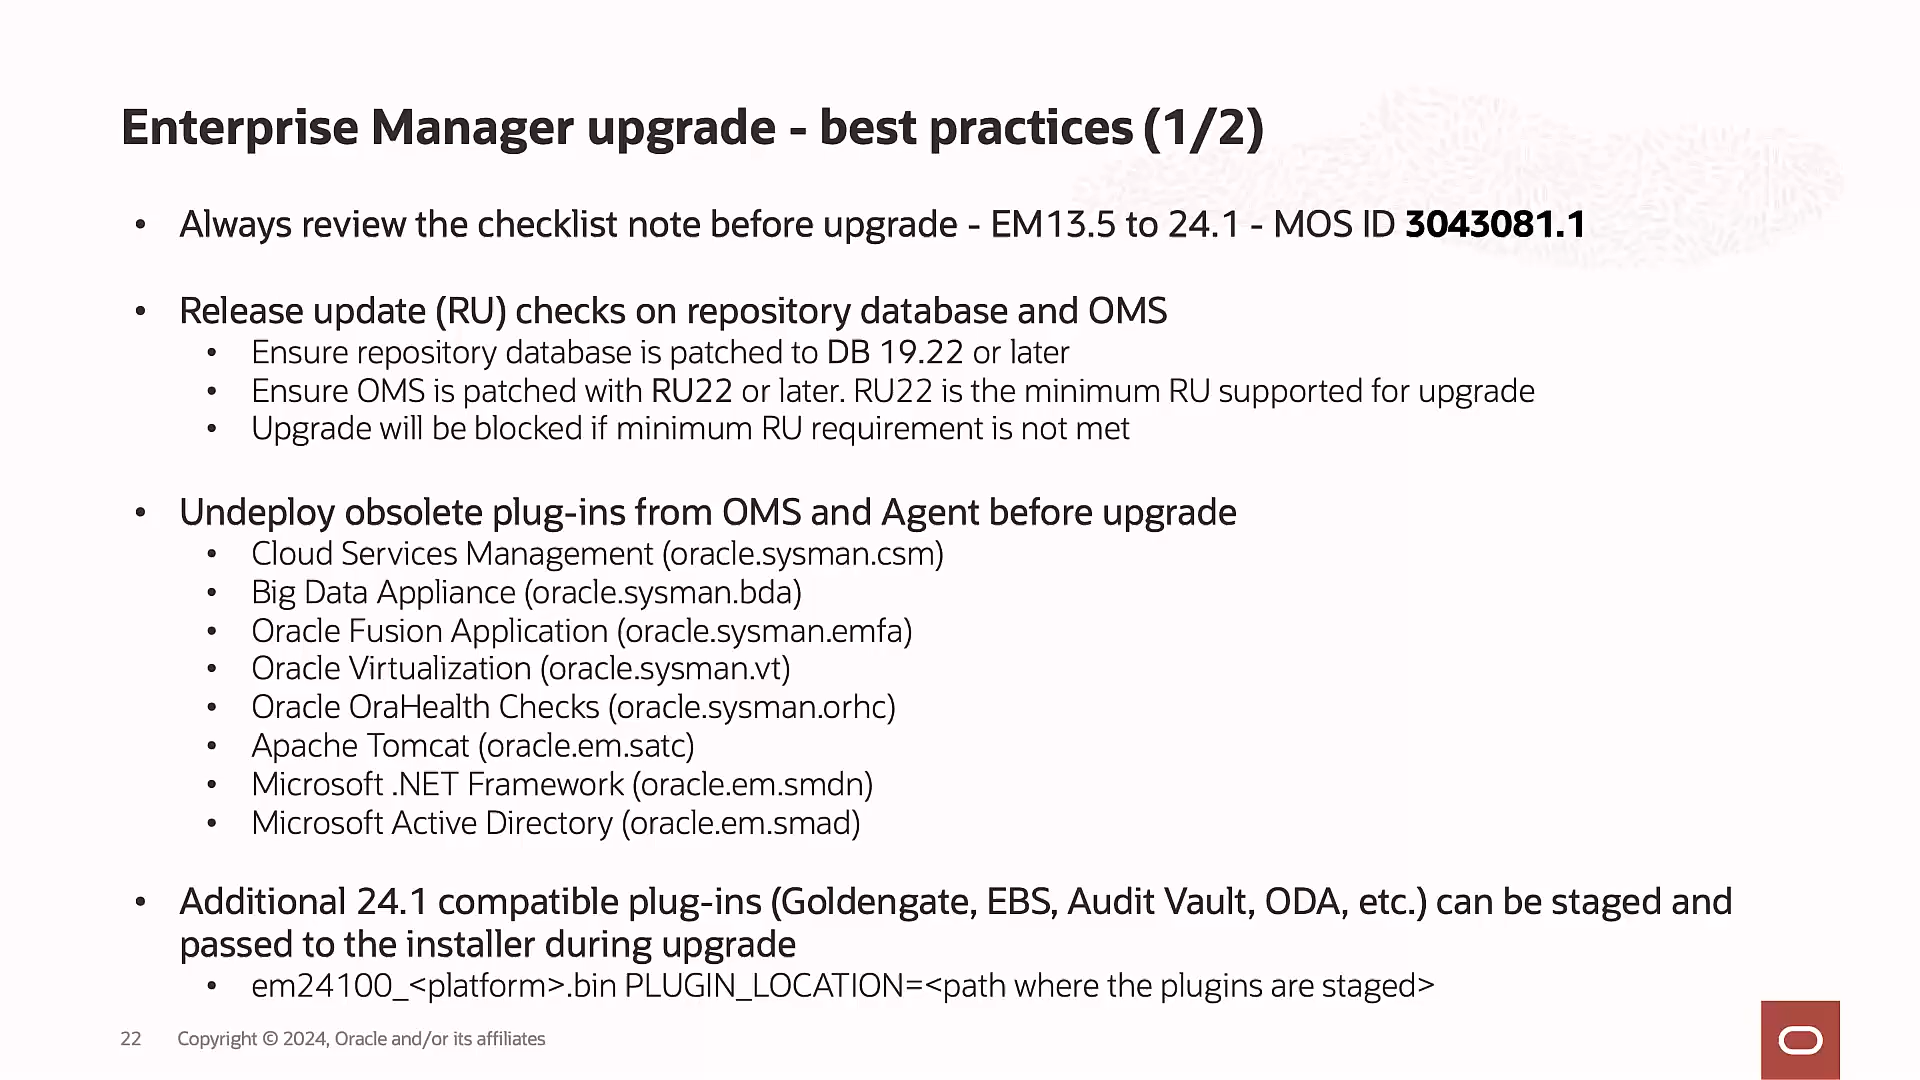 Enterprise Manager upgrade - best practices (1/2)
• Always review the checklist note before upgrade - EM13.5 to 24.1 - MOS ID 3043081.1
• Release update (RU) checks on repository database and OMS
• Ensure repository database is patched to DB 19.22 or later
• Ensure OMS is patched with RU22 or later. RU22 is the minimum RU supported for upgrade
• Upgrade will be blocked if minimum RU requirement is not met
• Undeploy obsolete plug-ins from OMS and Agent before upgrade
• Cloud Services Management (oracle.sysman.csm)
• Big Data Appliance (oracle.sysman.bda)
• Oracle Fusion Application (oracle.sysman.emfa)
• Oracle Virtualization (oracle.sysman.vt)
• Oracle OraHealth Checks (oracle.sysman.orhc)
• Apache Tomcat (oracle.em.satc)
• Microsoft .NET Framework (oracle.em.smdn)
• Microsoft Active Directory (oracle.em.smad)
• Additional 24.1 compatible plug-ins (Goldengate, EBS, Audit Vault, ODA, etc.) can be staged and
passed to the installer during upgrade
• em24100_<platform>.bin PLUGIN_LOCATION=<path where the plugins are staged>
22 Copyright © 2024, Oracle and/or its affiliates